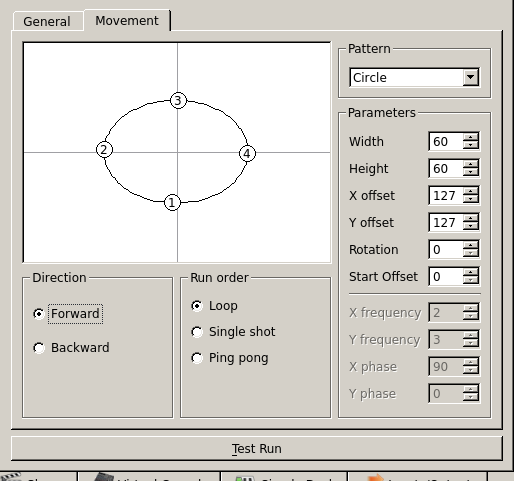 General
Movement
3
2
4
1
Pattern
Circle
Parameters
Width 60
Height 60
X offset 127
Y offset 127
Rotation 0
Start Offset 0
X frequency 2
Y frequency 3
X phase 90
Y phase 0
Direction
Forward
Backward
Run order
Loop
Single shot
Ping pong
Test Run